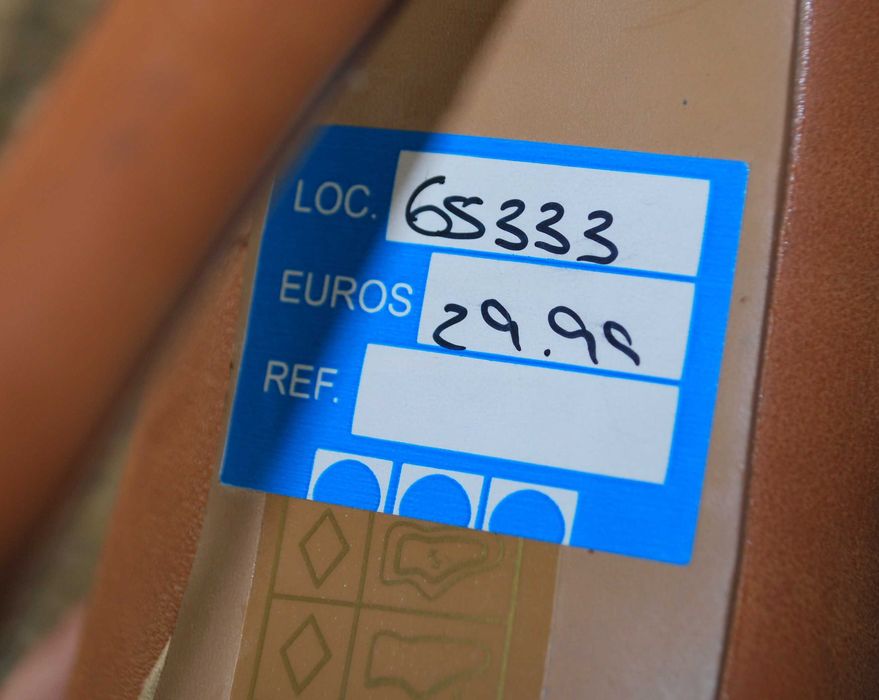 LOC. 65333
EUROS 29.99
REF.